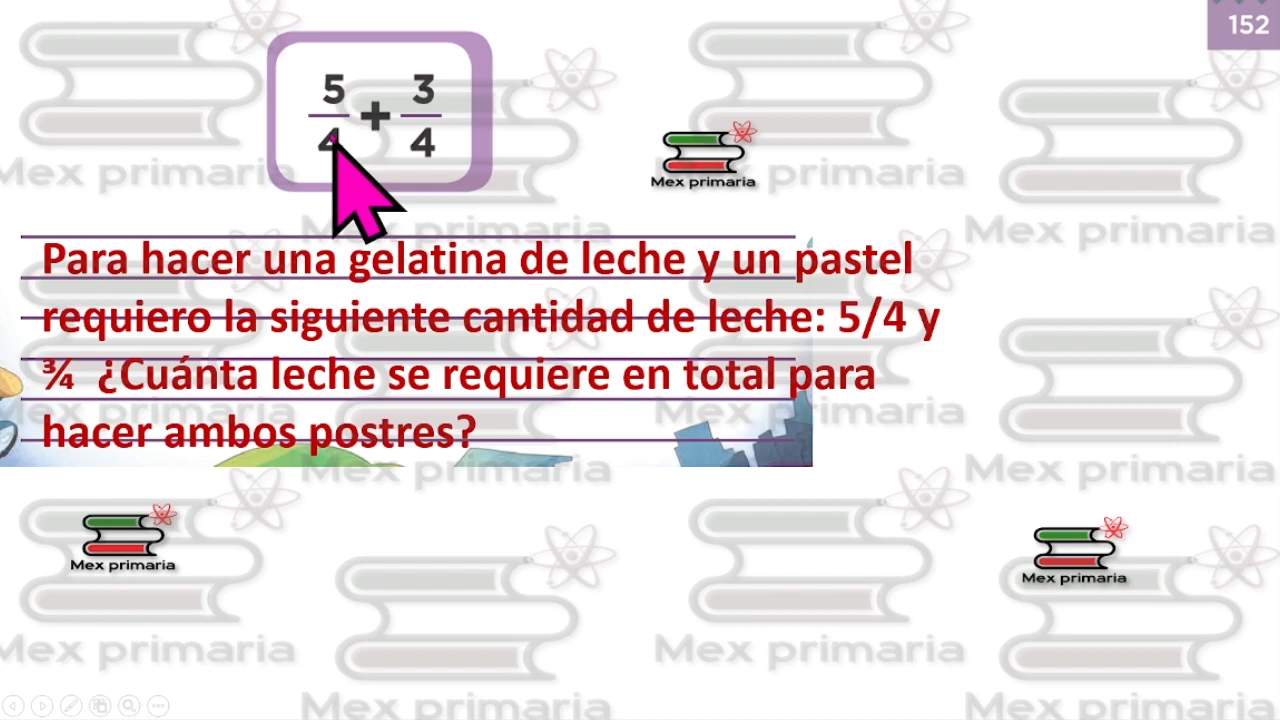 152
5 + 3
4 4
Mex primaria
Para hacer una gelatina de leche y un pastel
requiero la siguiente cantidad de leche: 5/4 y
¾ ¿Cuánta leche se requiere en total para
hacer ambos postres?
Mex primaria
Mex primaria